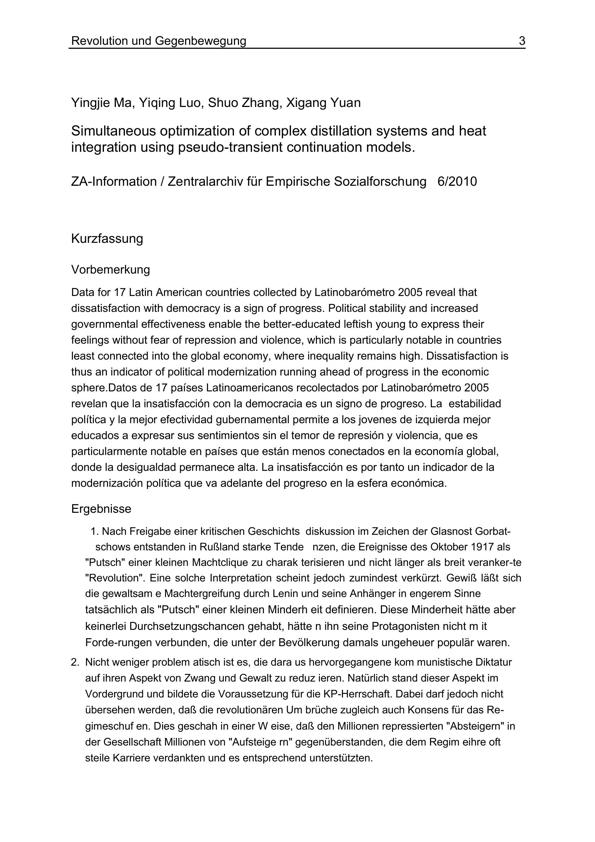 Revolution und Gegenbewegung 3
Yingjie Ma, Yiqing Luo, Shuo Zhang, Xigang Yuan
Simultaneous optimization of complex distillation systems and heat
integration using pseudo-transient continuation models.
ZA-Information / Zentralarchiv für Empirische Sozialforschung 6/2010
Kurzfassung
Vorbemerkung
Data for 17 Latin American countries collected by Latinobarómetro 2005 reveal that
dissatisfaction with democracy is a sign of progress. Political stability and increased
governmental effectiveness enable the better-educated leftish young to express their
feelings without fear of repression and violence, which is particularly notable in countries
least connected into the global economy, where inequality remains high. Dissatisfaction is
thus an indicator of political modernization running ahead of progress in the economic
sphere.Datos de 17 países Latinoamericanos recolectados por Latinobarómetro 2005
revelan que la insatisfacción con la democracia es un signo de progreso. La estabilidad
política y la mejor efectividad gubernamental permite a los jovenes de izquierda mejor
educados a expresar sus sentimientos sin el temor de represión y violencia, que es
particularmente notable en países que están menos conectados en la economía global,
donde la desigualdad permanece alta. La insatisfacción es por tanto un indicador de la
modernización política que va adelante del progreso en la esfera económica.
Ergebnisse
1. Nach Freigabe einer kritischen Geschichts diskussion im Zeichen der Glasnost Gorbat-
schows entstanden in Rußland starke Tende nzen, die Ereignisse des Oktober 1917 als
"Putsch" einer kleinen Machtclique zu charak terisieren und nicht länger als breit veranker-te
"Revolution". Eine solche Interpretation scheint jedoch zumindest verkürzt. Gewiß läßt sich
die gewaltsam e Machtergreifung durch Lenin und seine Anhänger in engerem Sinne
tatsächlich als "Putsch" einer kleinen Minderh eit definieren. Diese Minderheit hätte aber
keinerlei Durchsetzungschancen gehabt, hätte n ihn seine Protagonisten nicht m it
Forde-rungen verbunden, die unter der Bevölkerung damals ungeheuer populär waren.
2. Nicht weniger problem atisch ist es, die dara us hervorgegangene kom munistische Diktatur
auf ihren Aspekt von Zwang und Gewalt zu reduz ieren. Natürlich stand dieser Aspekt im
Vordergrund und bildete die Voraussetzung für die KP-Herrschaft. Dabei darf jedoch nicht
übersehen werden, daß die revolutionären Um brüche zugleich auch Konsens für das Re-
gimeschuf en. Dies geschah in einer W eise, daß den Millionen repressierten "Absteigern" in
der Gesellschaft Millionen von "Aufsteige rn" gegenüberstanden, die dem Regim eihre oft
steile Karriere verdankten und es entsprechend unterstützten.